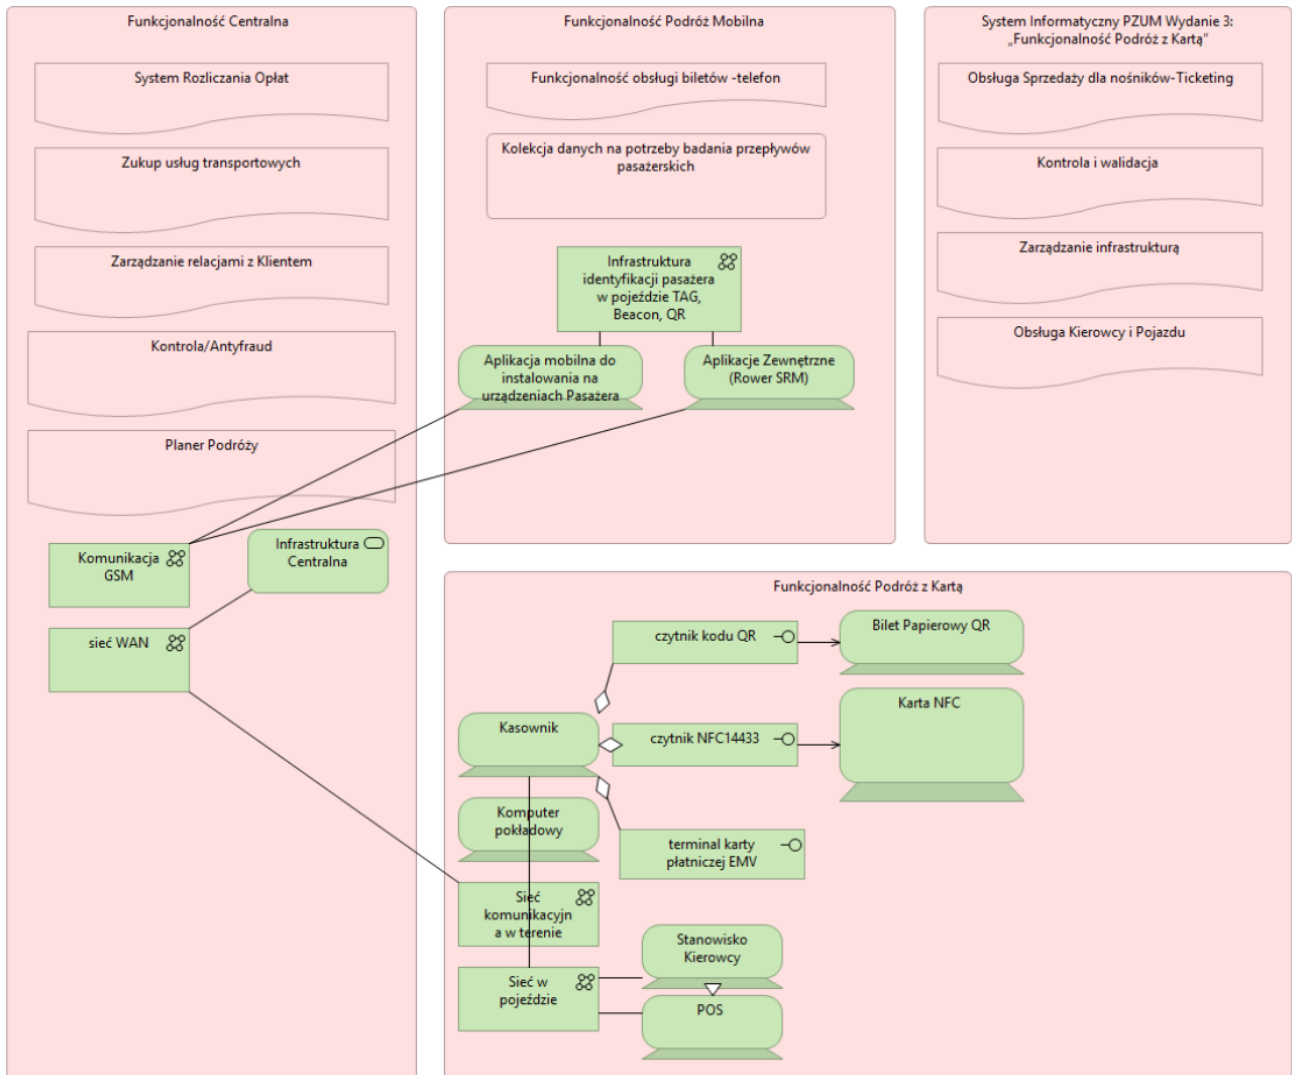 Funkcjonalność Centralna
System Rozliczania Opłat
Zukup usług transportowych
Zarządzanie relacjami z Klientem
Kontrola/Antyfraud
Planer Podróży
Komunikacja
GSM
Infrastruktura
Centralna
sieć WAN
Funkcjonalność Podróż Mobilna
Funkcjonalność obsługi biletów -telefon
Kolekcja danych na potrzeby badania przepływów
pasażerskich
Infrastruktura
identyfikacji pasażera
w pojeździe TAG,
Beacon, QR
Aplikacja mobilna do
instalowania na
urządzeniach Pasażera
Aplikacje Zewnętrzne
(Rower SRM)
System Informatyczny PZUM Wydanie 3:
„Funkcjonalność Podróż z Kartą"
Obsługa Sprzedaży dla nośników-Ticketing
Kontrola i walidacja
Zarządzanie infrastrukturą
Obsługa Kierowcy i Pojazdu
Funkcjonalność Podróż z Kartą
czytnik kodu QR
Bilet Papierowy QR
Kasownik
czytnik NFC14433
Karta NFC
Komputer
pokładowy
terminal karty
płatniczej EMV
Sieć
komunikacyjn
a w terenie
Stanowisko
Kierowcy
Sieć w
pojeździe
POS